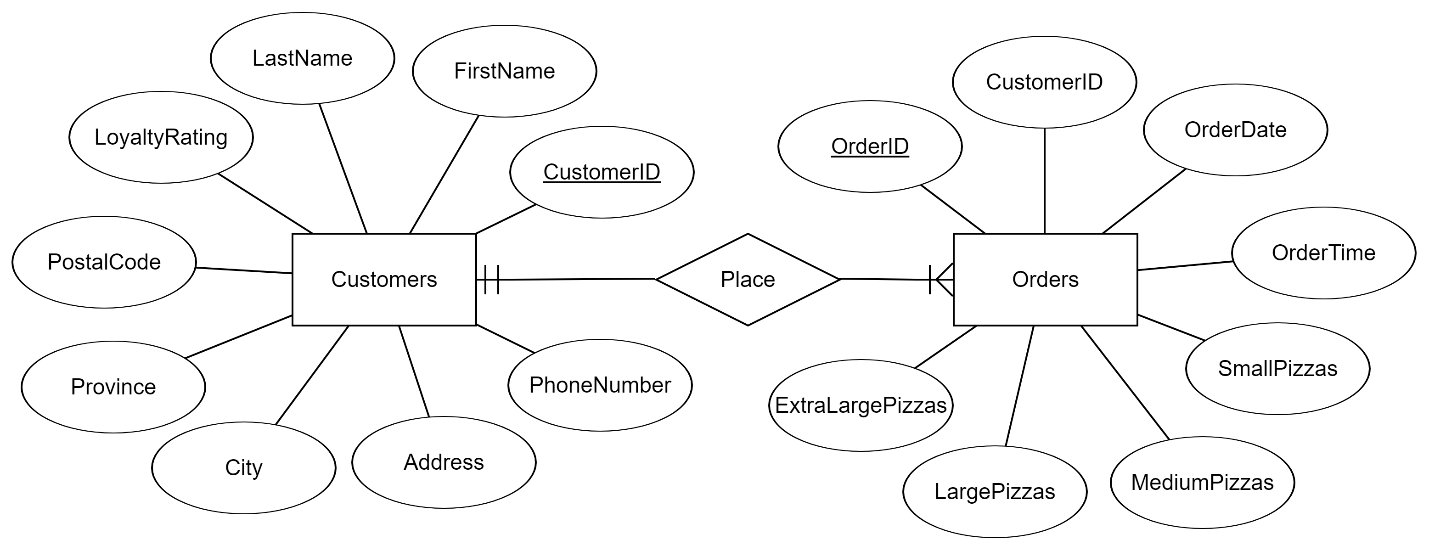 LastName
FirstName
LoyaltyRating
CustomerID
PostalCode
Customers
Province
City
Address
PhoneNumber
Place
CustomerID
OrderID
OrderDate
Orders
OrderTime
SmallPizzas
ExtraLargePizzas
LargePizzas
MediumPizzas